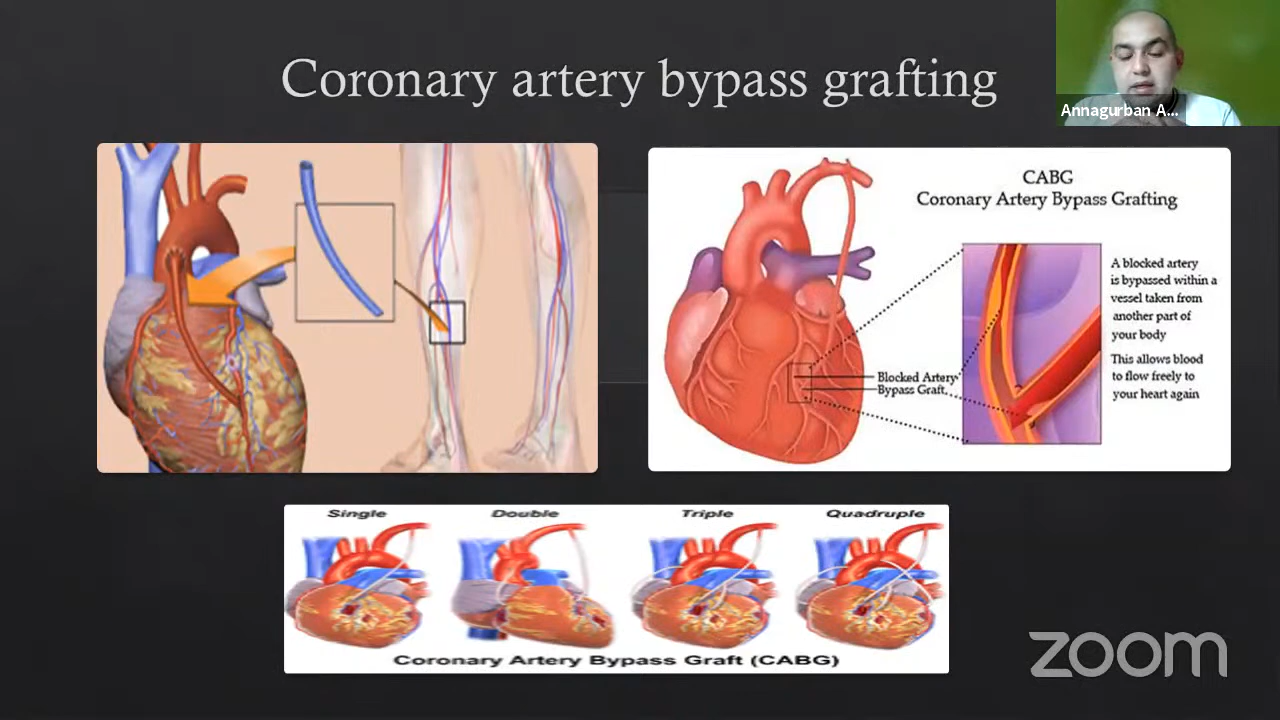 Coronary artery bypass grafting
Annagurban A...
CABG
Coronary Artery Bypass Grafting
A blocked artery
is bypassed within a
vessel taken from
another part of
your body
This allows blood
to flow freely to
your heart again
Blocked Artery
Bypass Graft
Single
Double
Triple
Quadruple
Coronary Artery Bypass Graft (CABG)
zoom